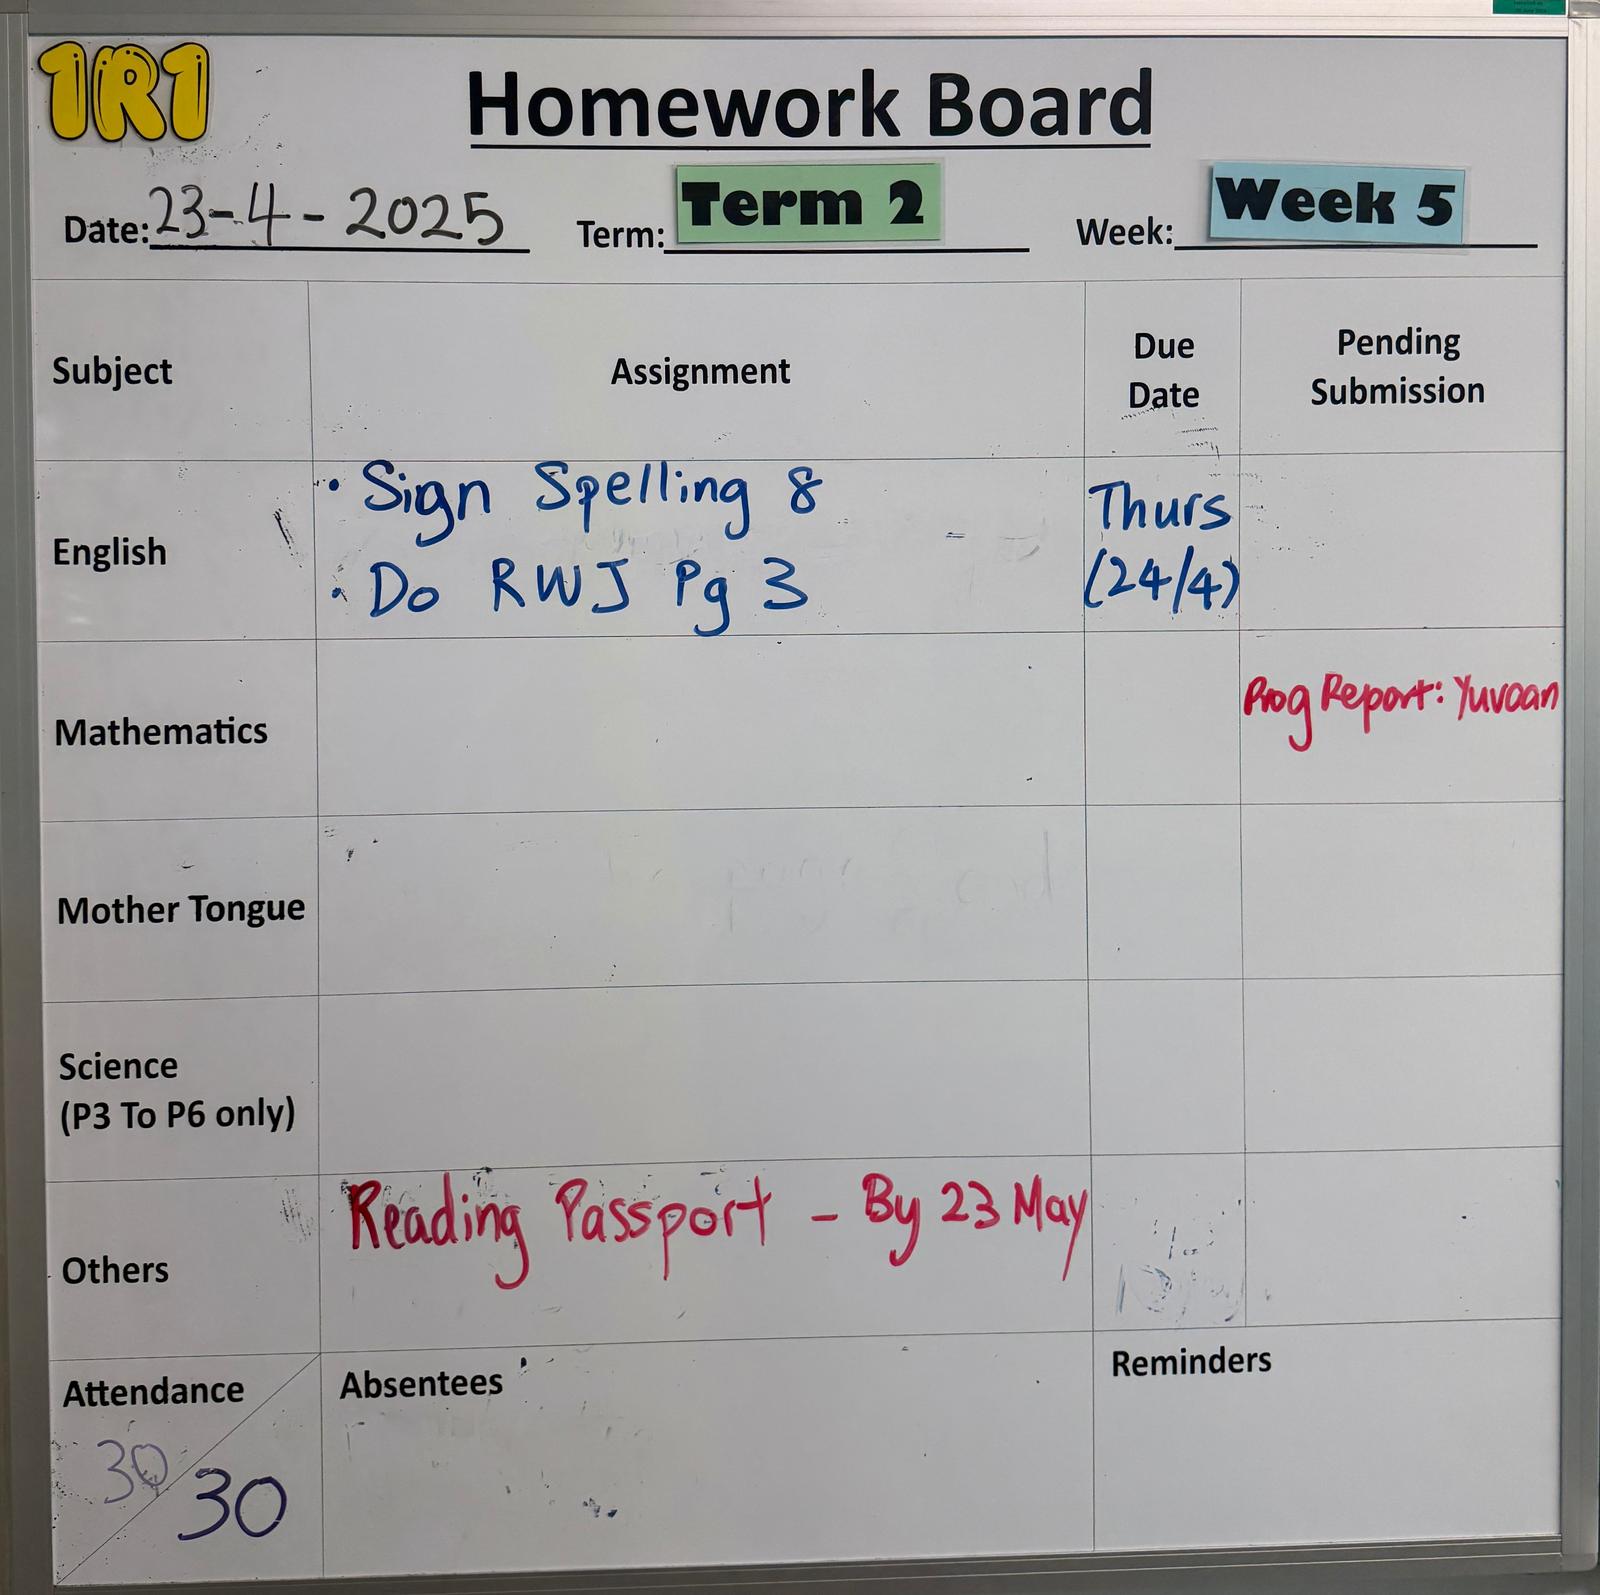 1R1
Homework Board
Date: 23-4-2025 Term: Term 2 Week: Week 5
Subject Assignment Due Date Pending Submission
English
• Sign Spelling 8
• Do RWJ Pg 3
Thurs
(24/4)
Mathematics
Prog Report: Yuvaan
Mother Tongue
Science
(P3 To P6 only)
Others
Reading Passport - By 23 May
Attendance
30/30
Absentees
Reminders